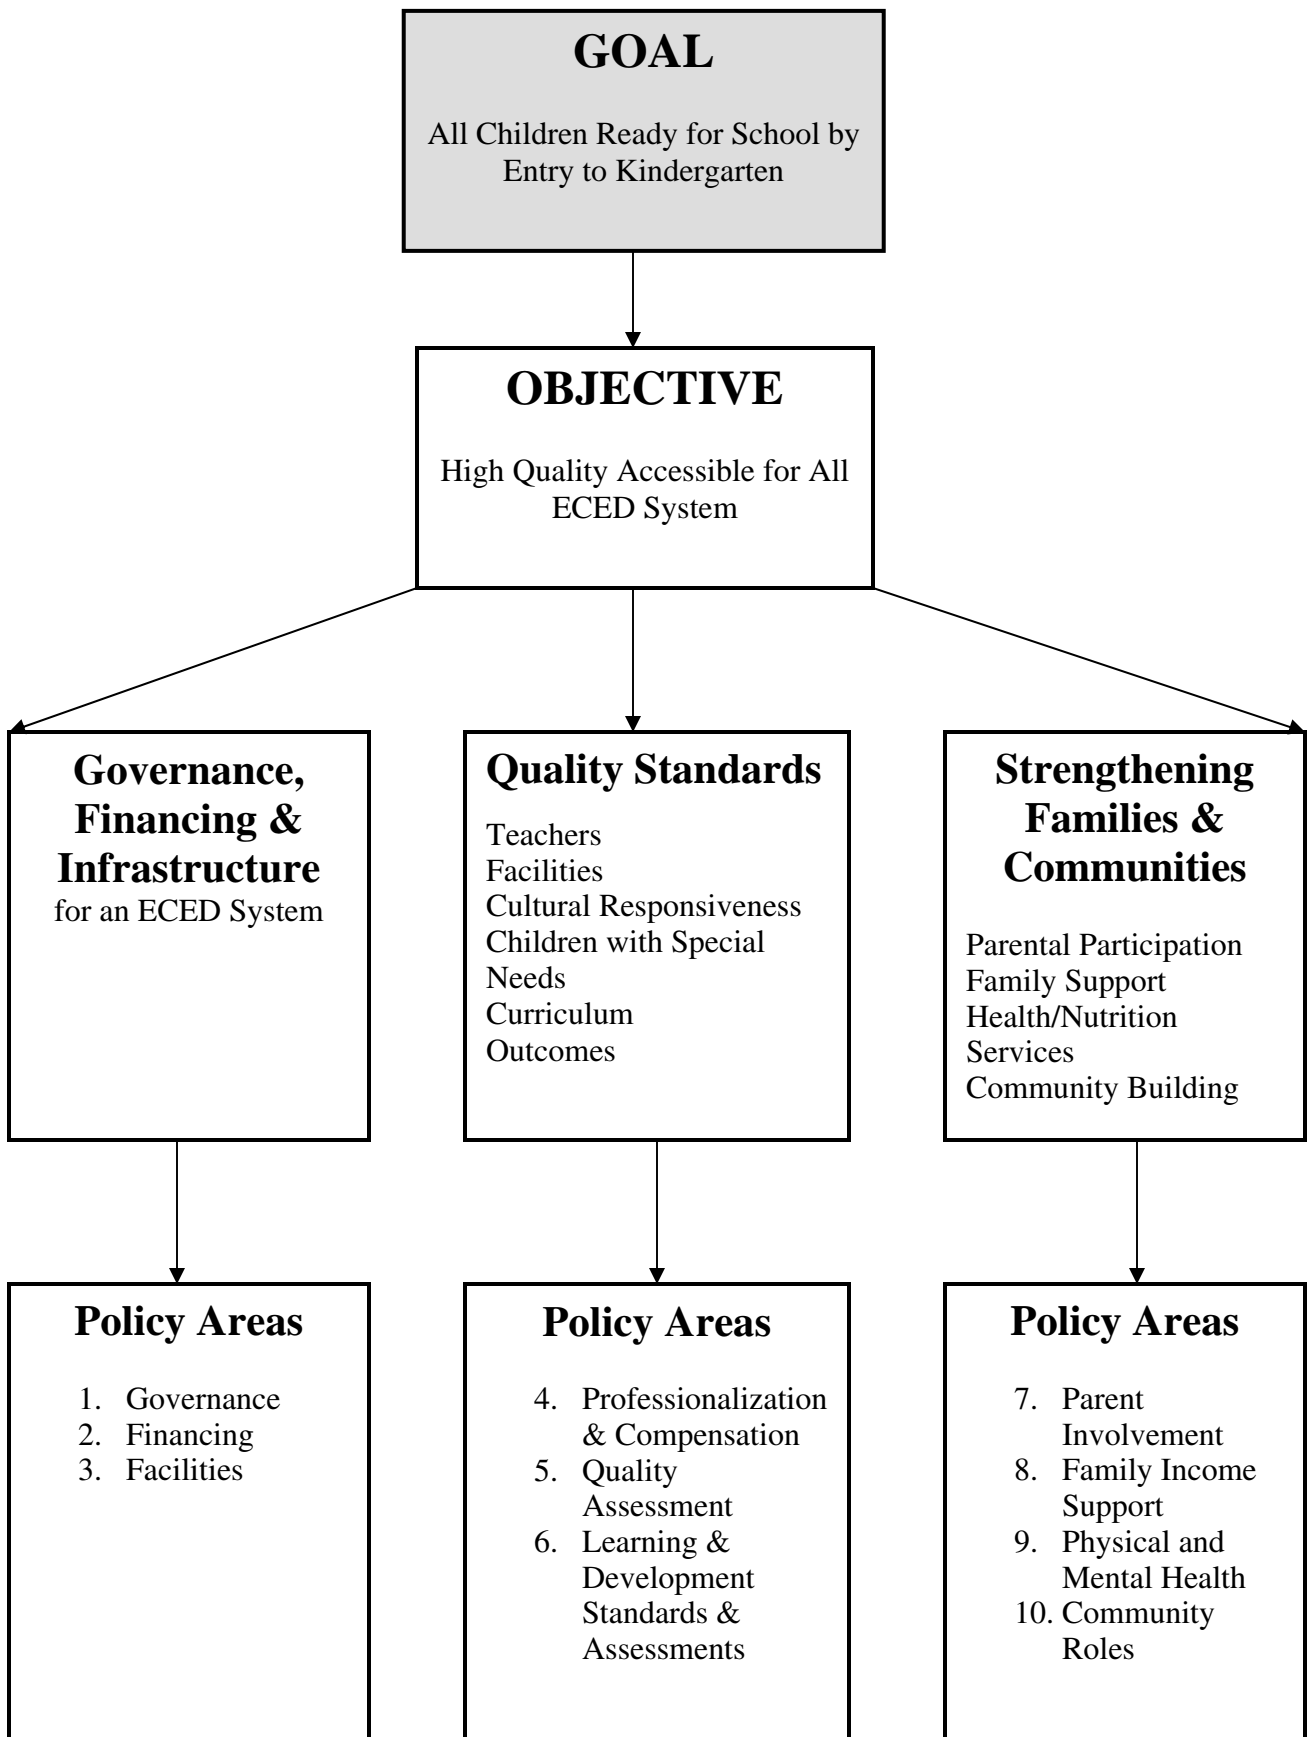 GOAL
All Children Ready for School by
Entry to Kindergarten
OBJECTIVE
High Quality Accessible for All
ECED System
Governance,
Financing &
Infrastructure
for an ECED System
Quality Standards
Teachers
Facilities
Cultural Responsiveness
Children with Special
Needs
Curriculum
Outcomes
Strengthening
Families &
Communities
Parental Participation
Family Support
Health/Nutrition
Services
Community Building
Policy Areas
1. Governance
2. Financing
3. Facilities
Policy Areas
4. Professionalization
& Compensation
5. Quality
Assessment
6. Learning &
Development
Standards &
Assessments
Policy Areas
7. Parent
Involvement
8. Family Income
Support
9. Physical and
Mental Health
10. Community
Roles